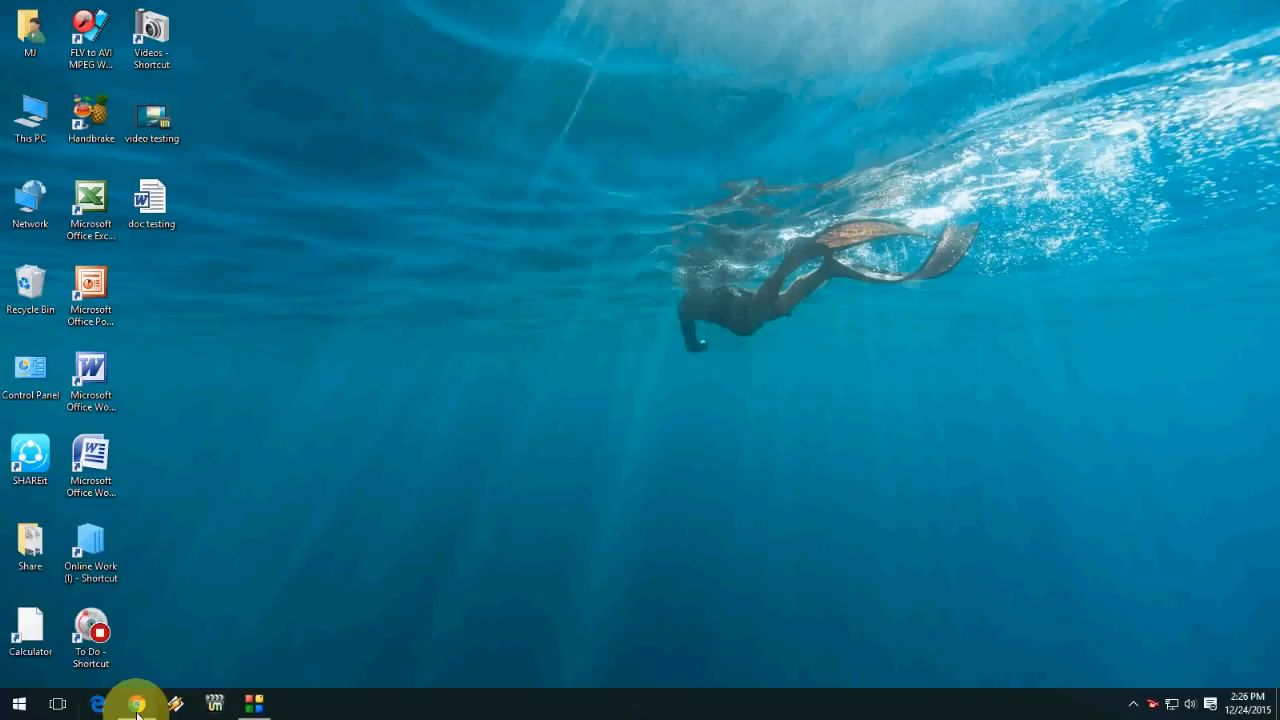 MJ
FLV to AVI
MPEG W...
Videos -
Shortcut
This PC
Handbrake
video testing
Network
Microsoft
Office Exc...
doc testing
Recycle Bin
Microsoft
Office Po...
Control Panel
Microsoft
Office Wo...
SHAREit
Microsoft
Office Wo...
Share
Online Work
(I) - Shortcut
Calculator
To Do -
Shortcut
2:26 PM
12/24/2015